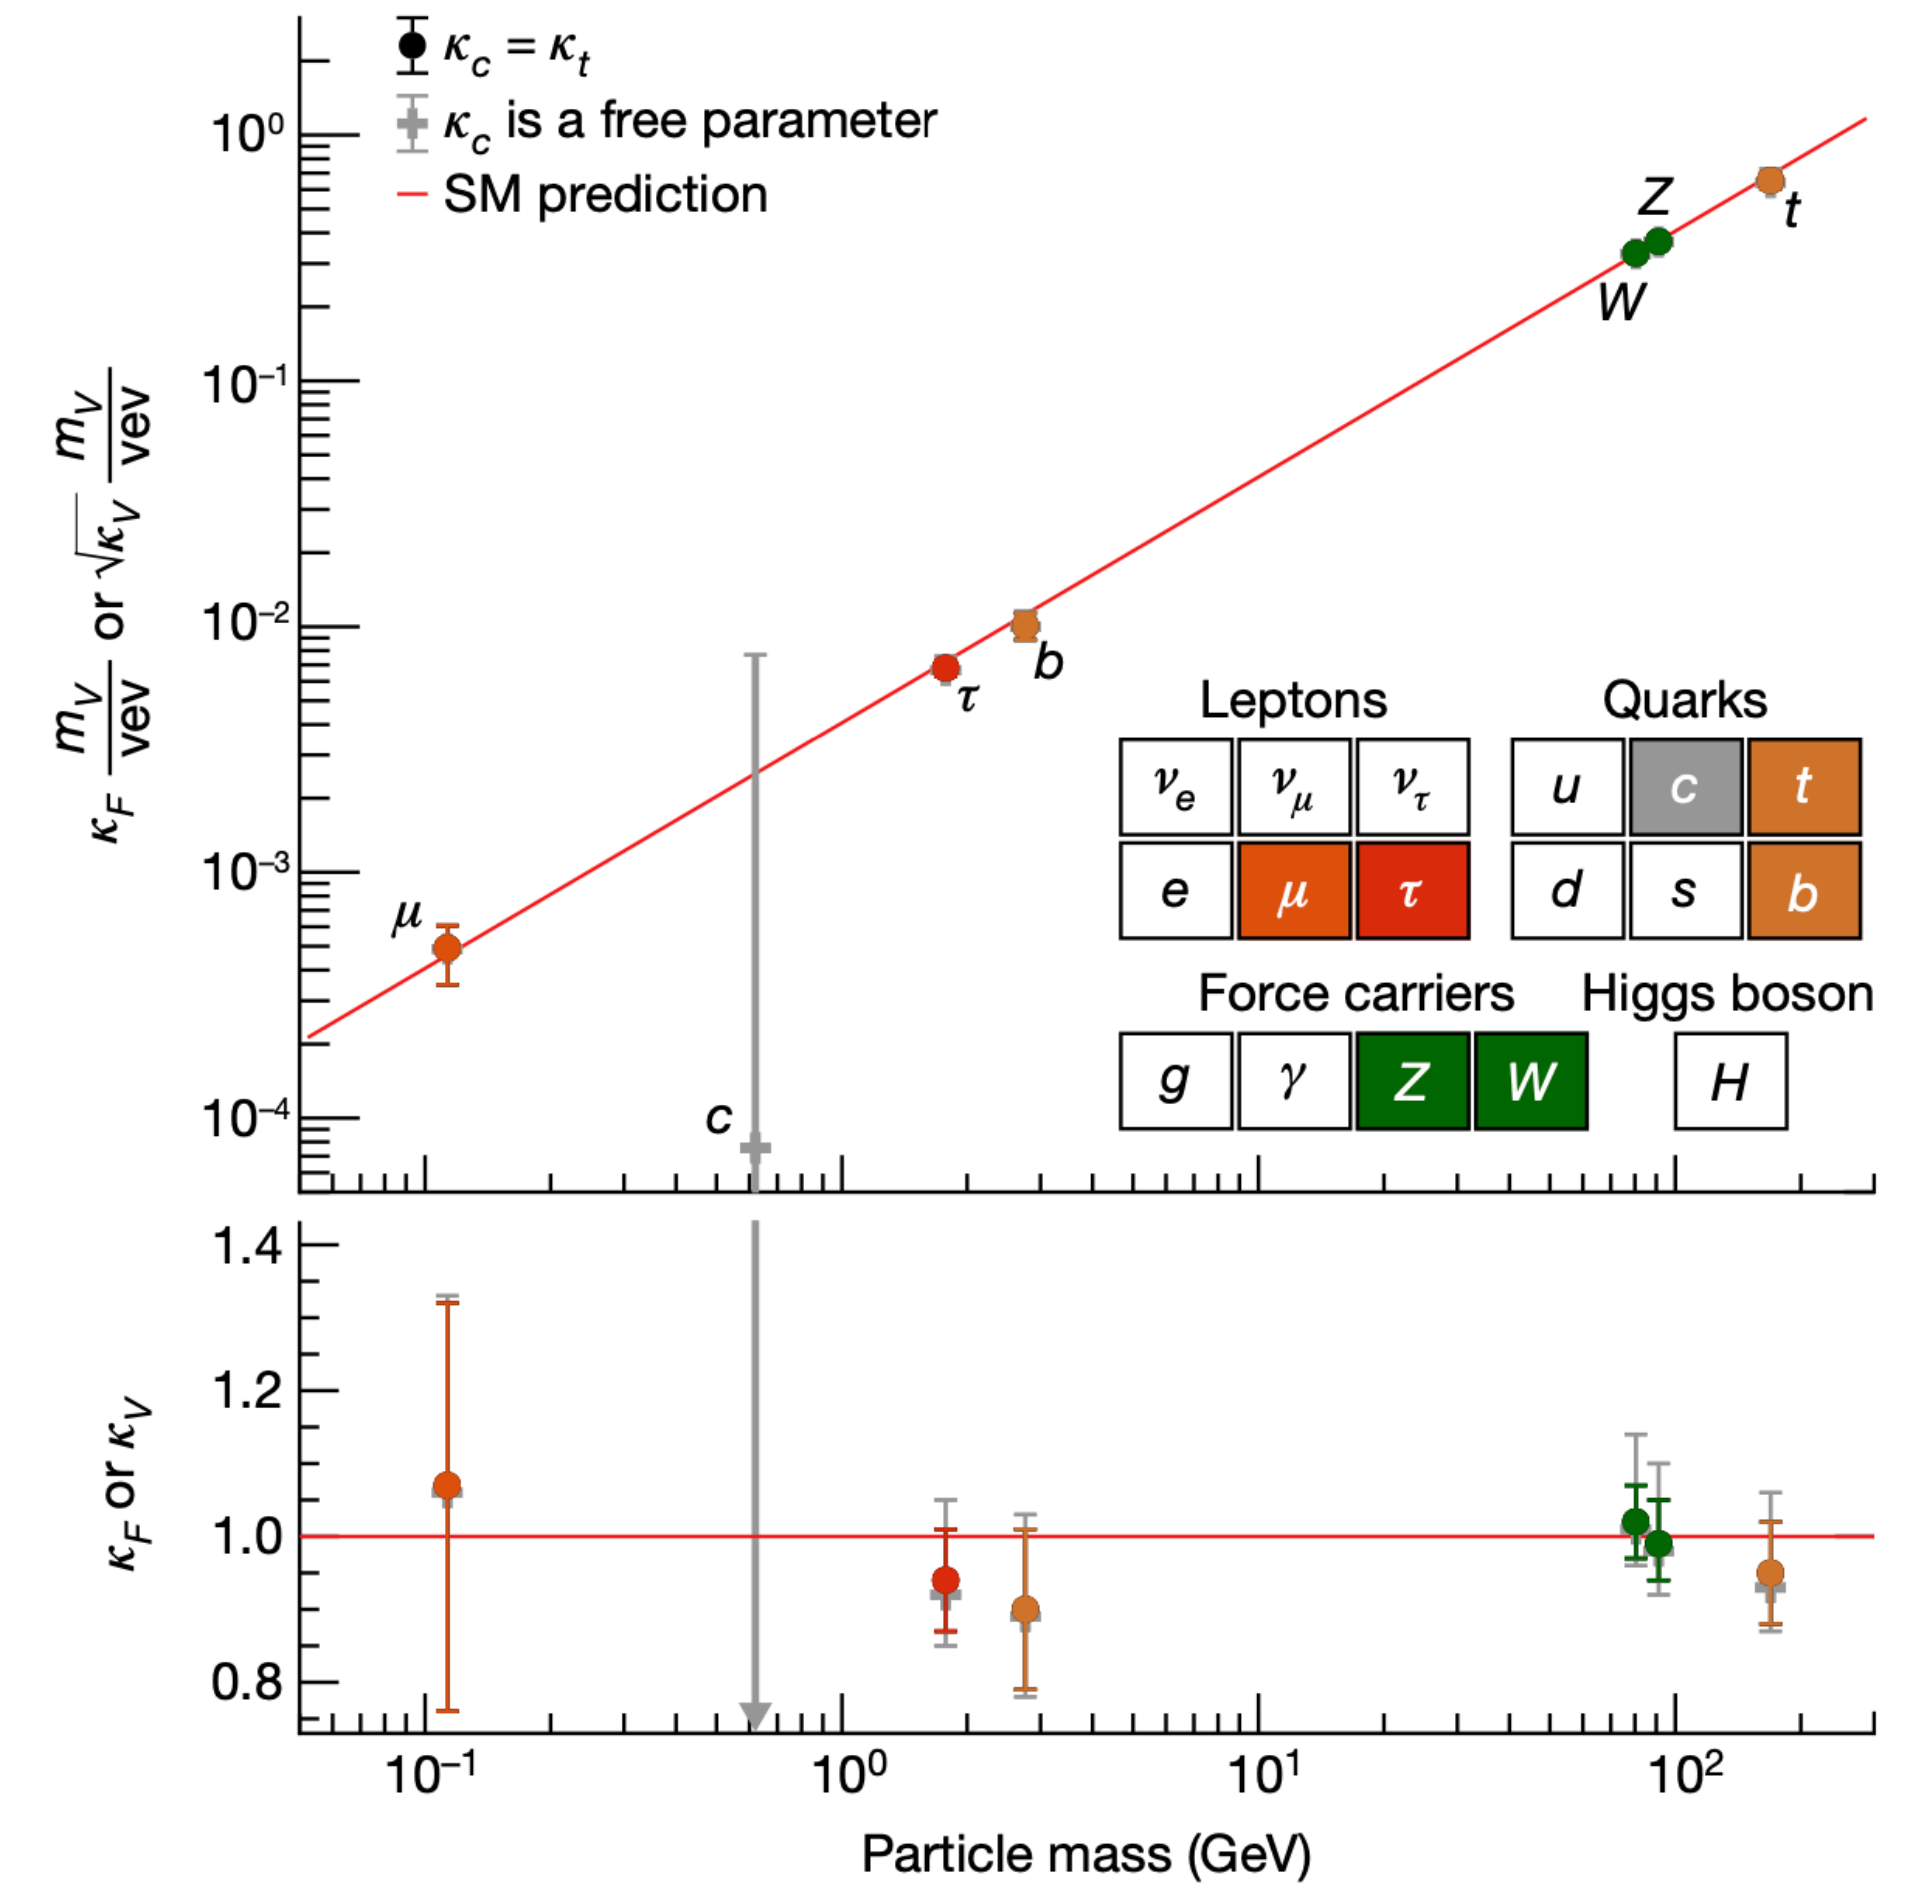 κc = κt
κc is a free parameter
SM prediction
10⁰
10⁻¹
10⁻²
10⁻³
10⁻⁴
κF mV/vev or √κV mV/vev
μ
c
τ
b
W
Z
t
Leptons
νe νμ ντ
e μ τ
Quarks
u c t
d s b
Force carriers
g γ Z W
Higgs boson
H
1.4
1.2
1.0
0.8
κF or κV
10⁻¹ 10⁰ 10¹ 10²
Particle mass (GeV)